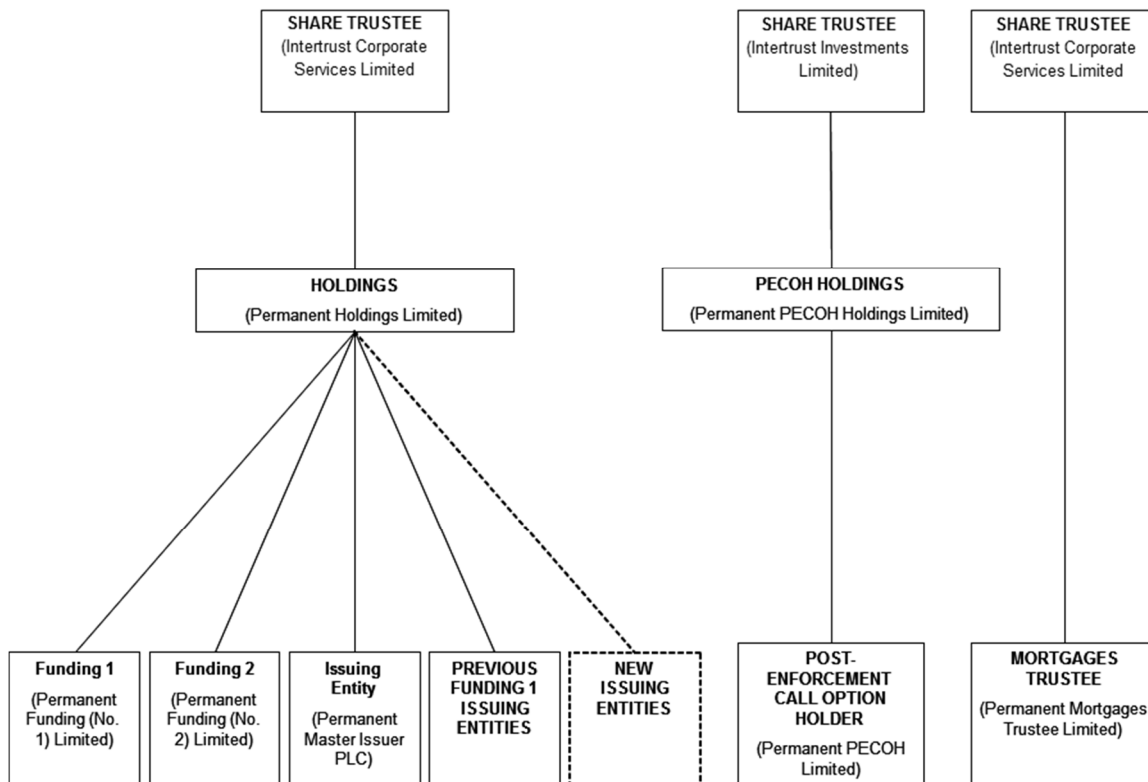 SHARE TRUSTEE
(Intertrust Corporate
Services Limited
SHARE TRUSTEE
(Intertrust Investments
Limited)
SHARE TRUSTEE
(Intertrust Corporate
Services Limited
HOLDINGS
(Permanent Holdings Limited)
PECOH HOLDINGS
(Permanent PECOH Holdings Limited)
Funding 1
(Permanent
Funding (No.
1) Limited)
Funding 2
(Permanent
Funding (No.
2) Limited)
Issuing
Entity
(Permanent
Master Issuer
PLC)
PREVIOUS
FUNDING 1
ISSUING
ENTITIES
NEW
ISSUING
ENTITIES
POST-
ENFORCEMENT
CALL OPTION
HOLDER
(Permanent PECOH
Limited)
MORTGAGES
TRUSTEE
(Permanent Mortgages
Trustee Limited)